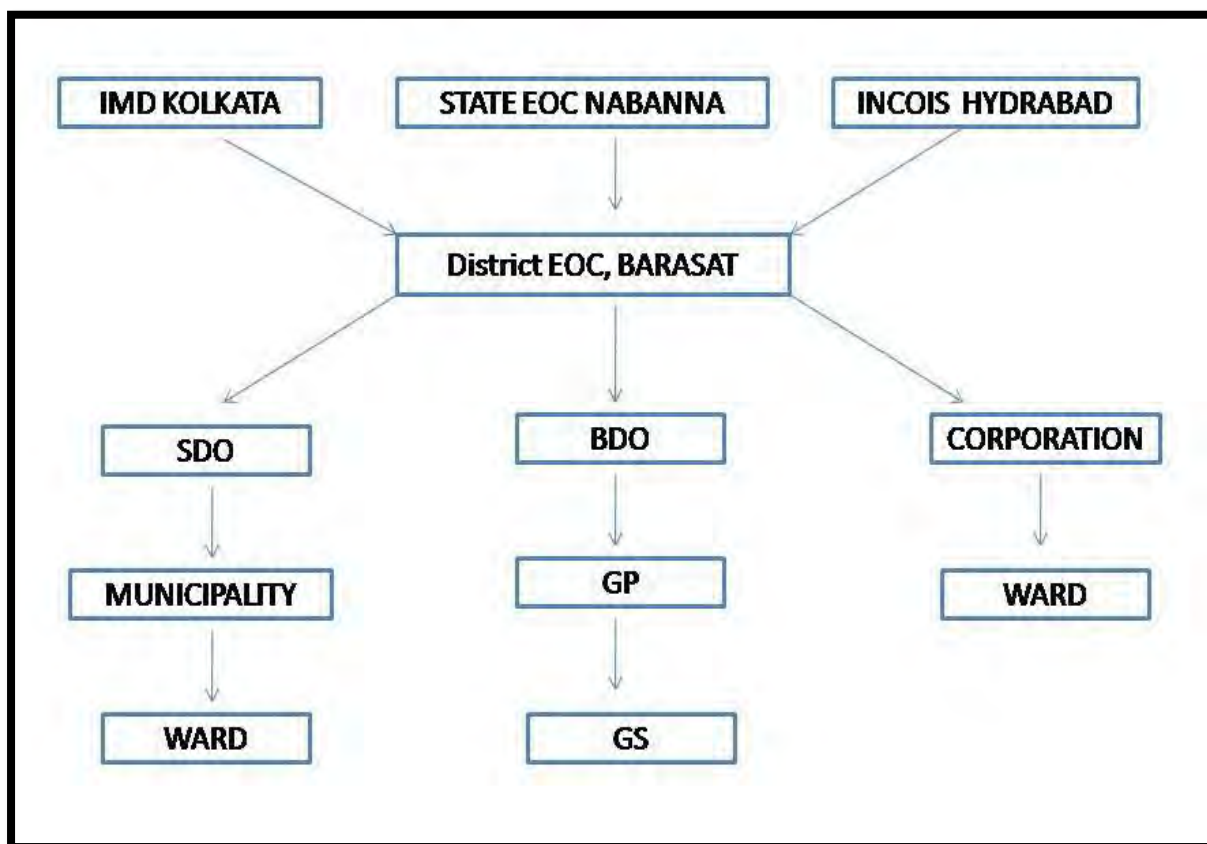 IMD KOLKATA
STATE EOC NABANNA
INCOIS HYDRABAD
District EOC, BARASAT
SDO
BDO
CORPORATION
MUNICIPALITY
GP
WARD
WARD
GS